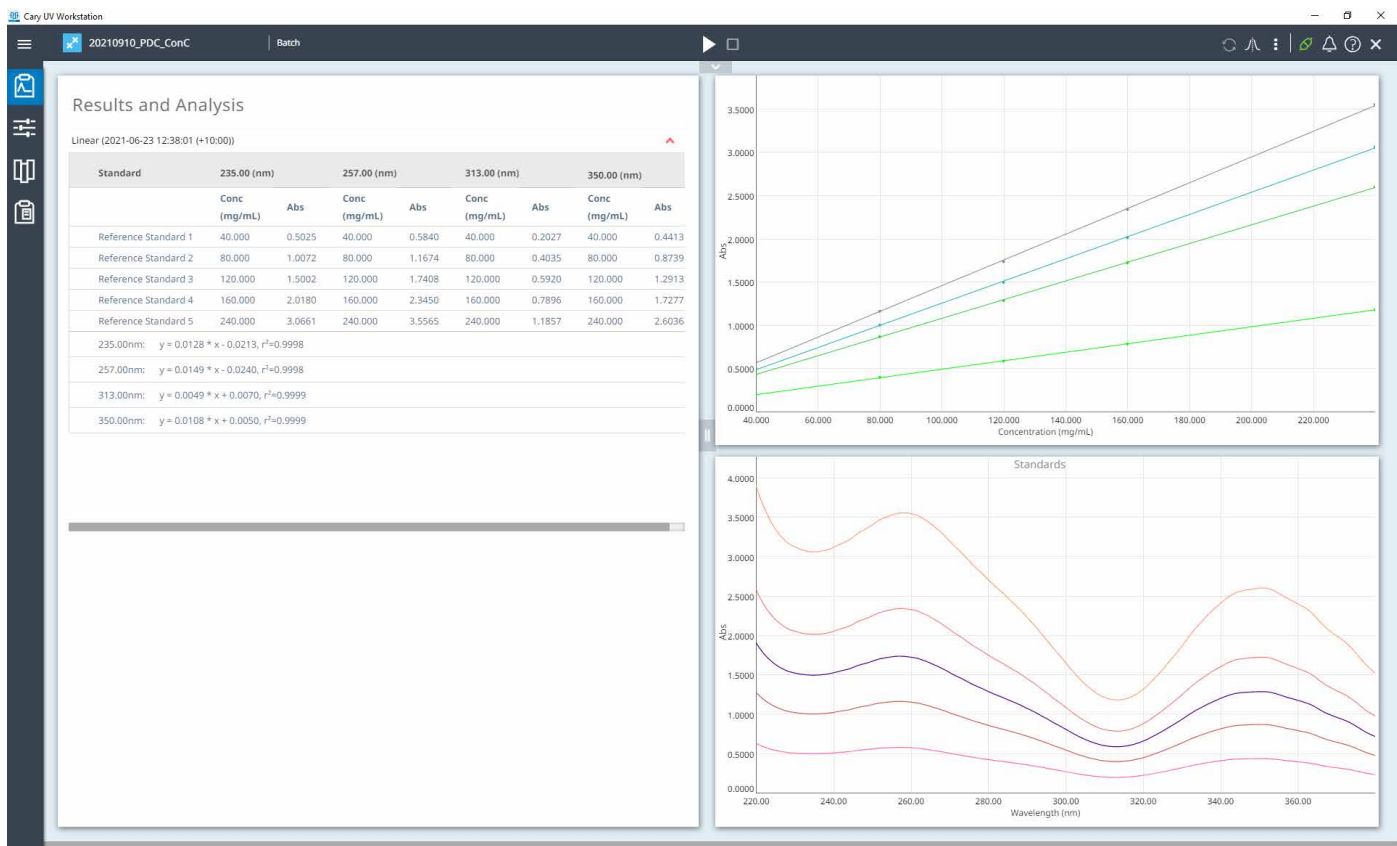 Cary UV Workstation
20210910_PDC_ConC Batch
Results and Analysis
Linear (2021-06-23 12:38:01 (+10:00))
Standard 235.00 (nm) 257.00 (nm) 313.00 (nm) 350.00 (nm)
Conc (mg/mL) Abs Conc (mg/mL) Abs Conc (mg/mL) Abs Conc (mg/mL) Abs
Reference Standard 1 40.000 0.5025 40.000 0.5840 40.000 0.2027 40.000 0.4413
Reference Standard 2 80.000 1.0072 80.000 1.1674 80.000 0.4035 80.000 0.8739
Reference Standard 3 120.000 1.5002 120.000 1.7408 120.000 0.5920 120.000 1.2913
Reference Standard 4 160.000 2.0180 160.000 2.3450 160.000 0.7896 160.000 1.7277
Reference Standard 5 240.000 3.0661 240.000 3.5565 240.000 1.1857 240.000 2.6036
235.00nm: y = 0.0128 * x - 0.0213, r²=0.9998
257.00nm: y = 0.0149 * x - 0.0240, r²=0.9998
313.00nm: y = 0.0049 * x + 0.0070, r²=0.9999
350.00nm: y = 0.0108 * x + 0.0050, r²=0.9999
3.5000
3.0000
2.5000
2.0000
Abs
1.5000
1.0000
0.5000
0.0000
40.000 60.000 80.000 100.000 120.000 140.000 160.000 180.000 200.000 220.000
Concentration (mg/mL)
Standards
4.0000
3.5000
3.0000
2.5000
2.0000
Abs
1.5000
1.0000
0.5000
0.0000
220.00 240.00 260.00 280.00 300.00 320.00 340.00 360.00
Wavelength (nm)